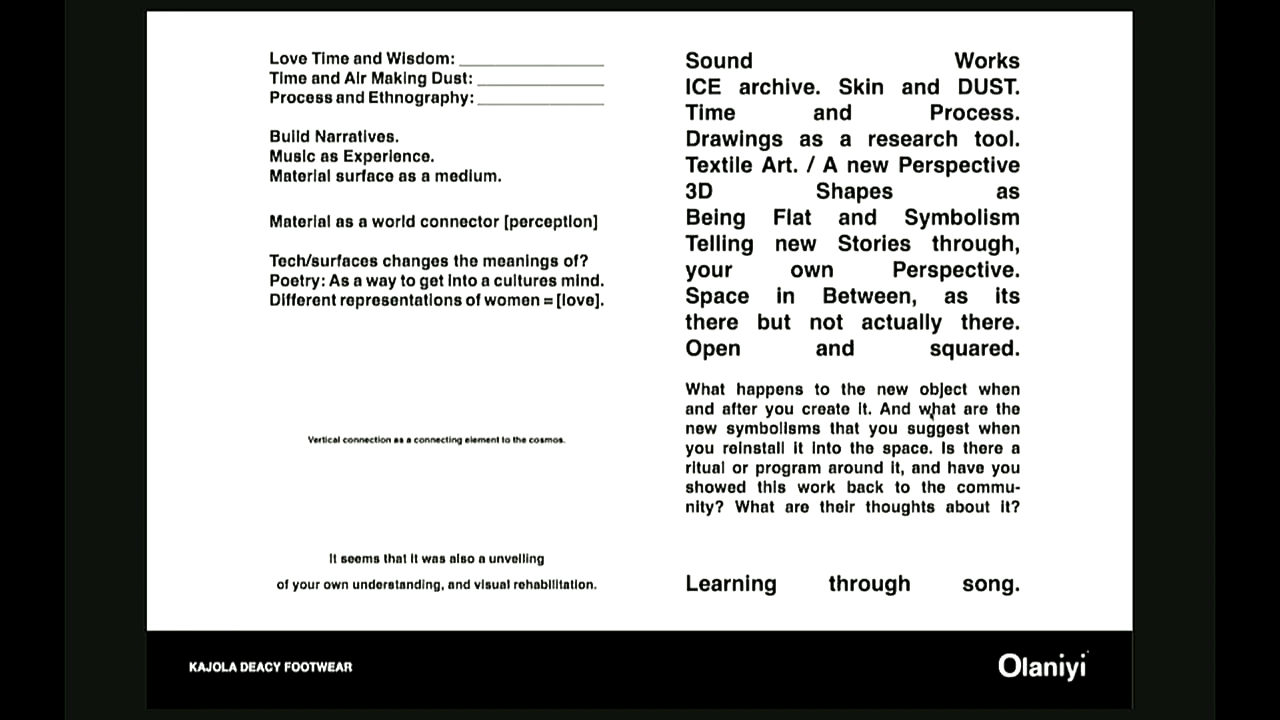 Love Time and Wisdom: ____________________
Time and Air Making Dust: __________________
Process and Ethnography: __________________
Build Narratives.
Music as Experience.
Material surface as a medium.
Material as a world connector [perception]
Tech/surfaces changes the meanings of?
Poetry: As a way to get into a cultures mind.
Different representations of women = [love].
Vertical connection as a connecting element to the cosmos.
It seems that it was also a unveiling
of your own understanding, and visual rehabilitation.
Sound Works
ICE archive. Skin and DUST.
Time and Process.
Drawings as a research tool.
Textile Art. / A new Perspective
3D Shapes as
Being Flat and Symbolism
Telling new Stories through,
your own Perspective.
Space in Between, as its
there but not actually there.
Open and squared.
What happens to the new object when
and after you create it. And what are the
new symbolisms that you suggest when
you reinstall it into the space. Is there a
ritual or program around it, and have you
showed this work back to the commu-
nity? What are their thoughts about it?
Learning through song.
KAJOLA DEACY FOOTWEAR
Olaniyi